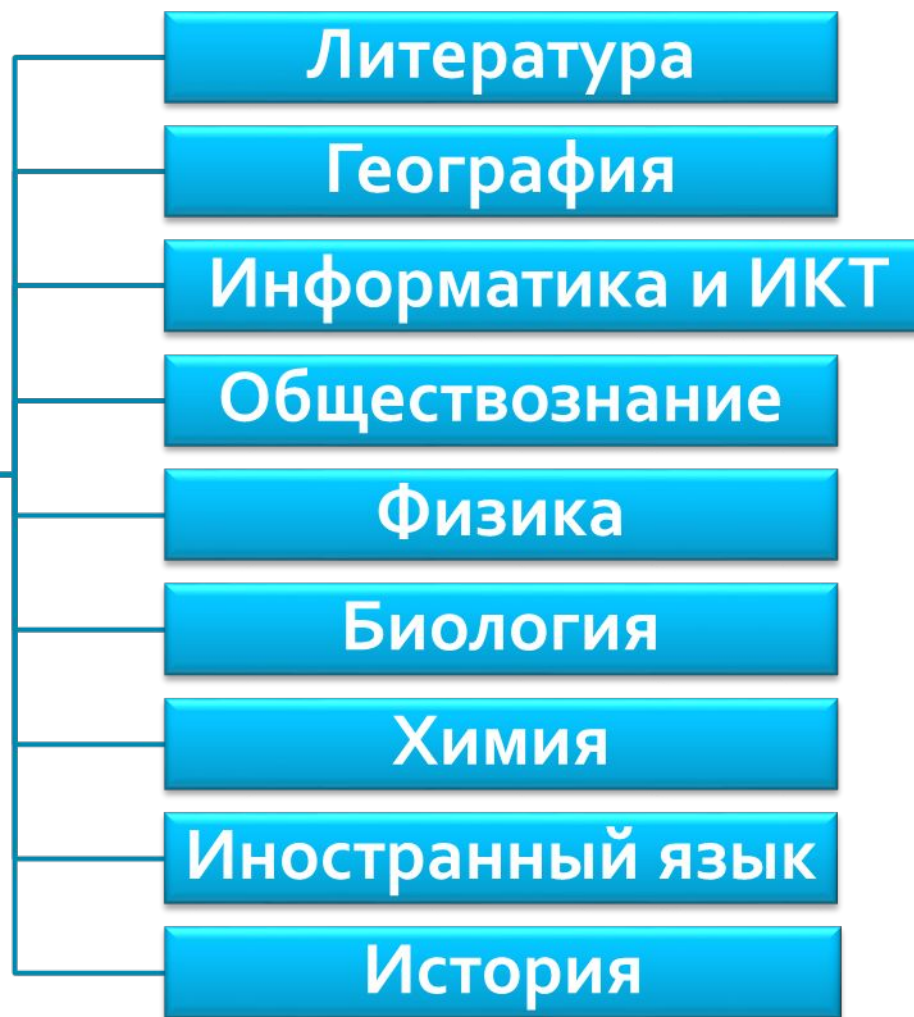 Литература
География
Информатика и ИКТ
Обществознание
Физика
Биология
Химия
Иностранный язык
История